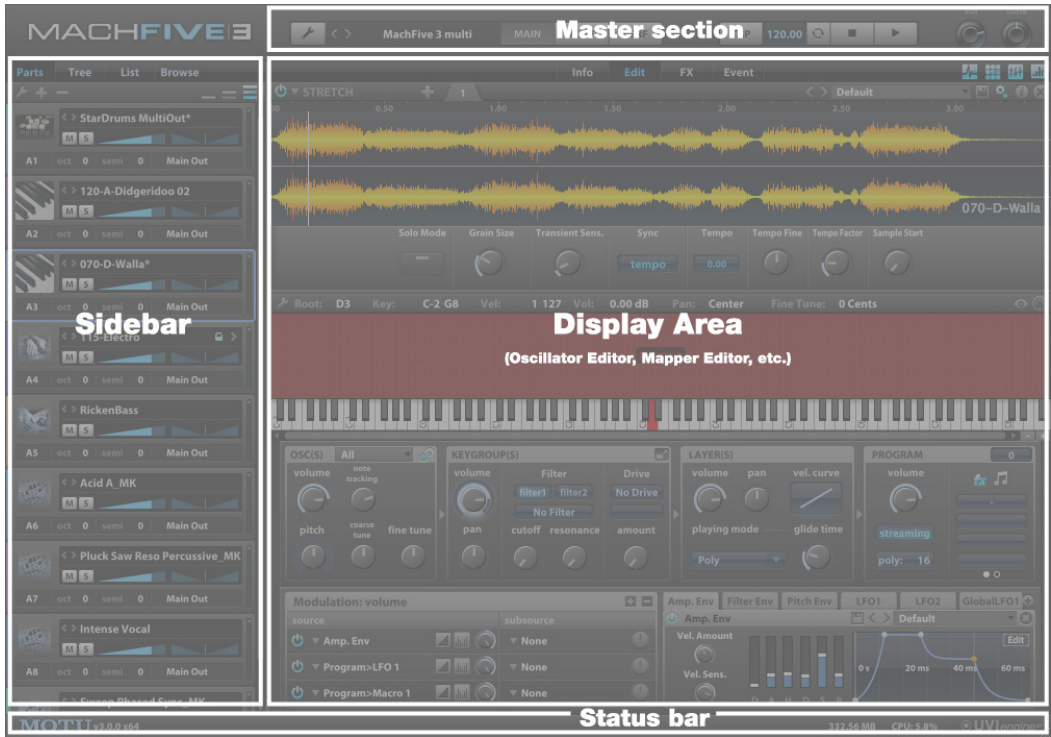 MACHFIVE 3
MachFive 3 multi MAIN 120.00
Master section
Parts Tree List Browse
StarDrums MultiOut*
M S
A1 oct 0 semi 0 Main Out
120-A-Didgeridoo 02
M S
A2 oct 0 semi 0 Main Out
070-D-Walla*
M S
A3 oct 0 semi 0 Main Out
Sidebar
115-Electro
M S
A4 oct 0 semi 0 Main Out
RickenBass
M S
A5 oct 0 semi 0 Main Out
Acid A_MK
M S
A6 oct 0 semi 0 Main Out
Pluck Saw Reso Percussive_MK
M S
A7 oct 0 semi 0 Main Out
Intense Vocal
M S
A8 oct 0 semi 0 Main Out
Sweep Phased Sync_MK
Info Edit FX Event
STRETCH 1 Default
0.50 1.00 1.50 2.00 2.50 3.00
070-D-Walla
Solo Mode Grain Size Transient Sens. Sync Tempo Tempo Fine Tempo Factor Sample Start
tempo 0.00
Root: D3 Key: C-2 G8 Vel: 1 127 Vol: 0.00 dB Pan: Center Fine Tune: 0 Cents
Display Area
(Oscillator Editor, Mapper Editor, etc.)
OSC(S) All KEYGROUP(S) LAYER(S) PROGRAM 0
volume note tracking volume Filter Drive volume pan vel. curve volume
filter1 filter2 No Drive fx
No Filter
pitch coarse tune fine tune pan cutoff resonance amount playing mode glide time streaming
Poly poly: 16
Modulation: volume
source subsource
Amp. Env None
Program>LFO 1 None
Program>Macro 1 None
Amp. Env Filter Env Pitch Env LFO1 LFO2 GlobalLFO1
Amp. Env Default
Vel. Amount Edit
Vel. Sens. 0 s 20 ms 40 ms 60 ms
D A H D S R
Status bar
MOTU v3.0.0 x64 332.56 MB CPU: 5.8% UVIengine